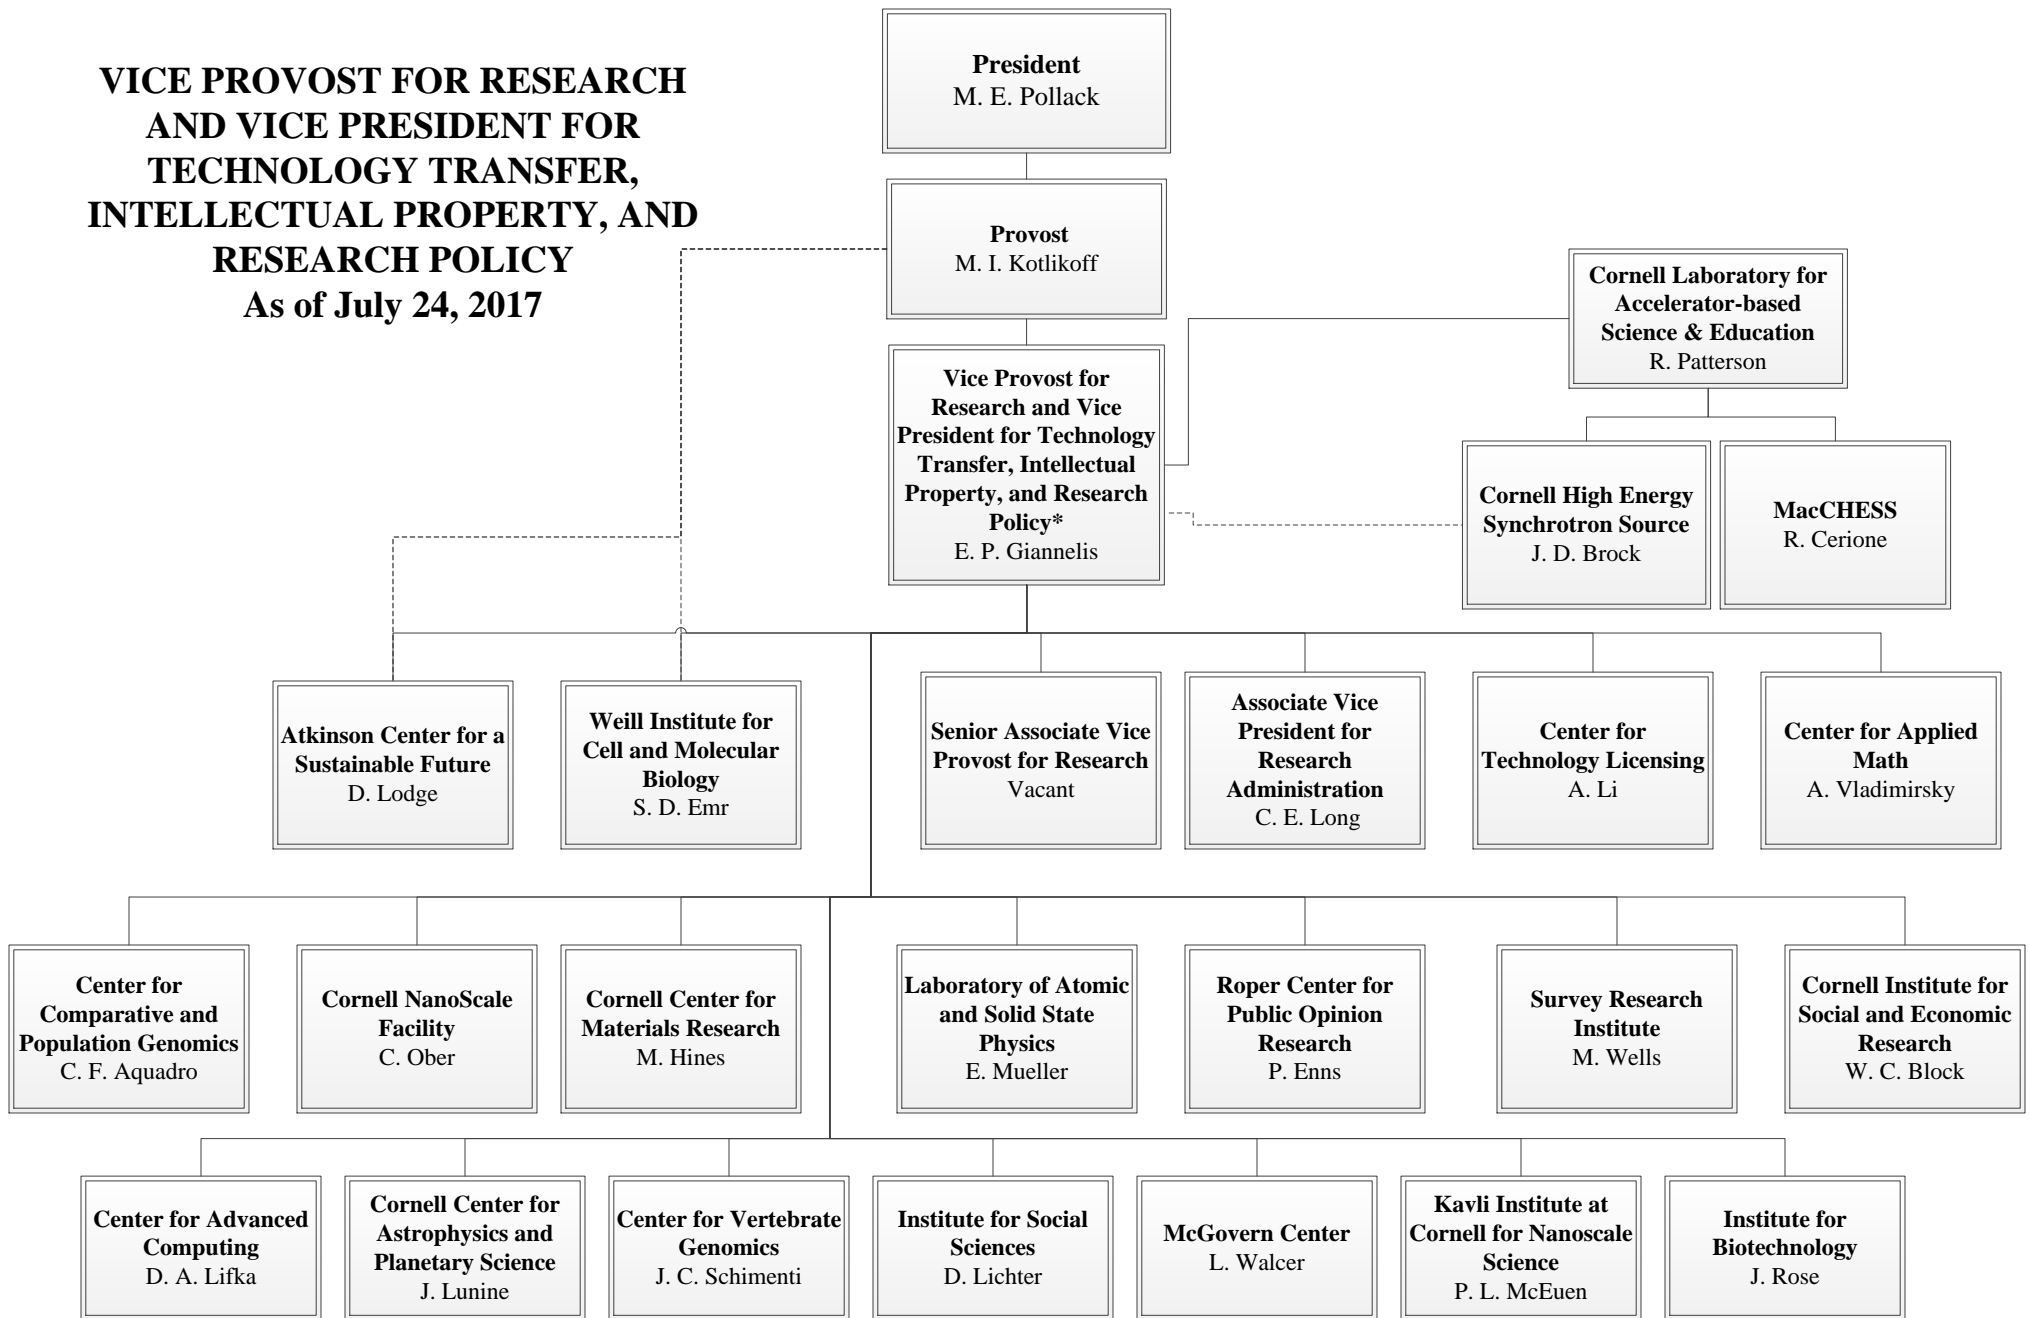 VICE PROVOST FOR RESEARCH
AND VICE PRESIDENT FOR
TECHNOLOGY TRANSFER,
INTELLECTUAL PROPERTY, AND
RESEARCH POLICY
As of July 24, 2017
President
M. E. Pollack
Provost
M. I. Kotlikoff
Vice Provost for
Research and Vice
President for Technology
Transfer, Intellectual
Property, and Research
Policy*
E. P. Giannelis
Cornell Laboratory for
Accelerator-based
Science & Education
R. Patterson
Cornell High Energy
Synchrotron Source
J. D. Brock
MacCHESS
R. Cerione
Atkinson Center for a
Sustainable Future
D. Lodge
Weill Institute for
Cell and Molecular
Biology
S. D. Emr
Senior Associate Vice
Provost for Research
Vacant
Associate Vice
President for
Research
Administration
C. E. Long
Center for
Technology Licensing
A. Li
Center for Applied
Math
A. Vladimirsky
Center for
Comparative and
Population Genomics
C. F. Aquadro
Cornell NanoScale
Facility
C. Ober
Cornell Center for
Materials Research
M. Hines
Laboratory of Atomic
and Solid State
Physics
E. Mueller
Roper Center for
Public Opinion
Research
P. Enns
Survey Research
Institute
M. Wells
Cornell Institute for
Social and Economic
Research
W. C. Block
Center for Advanced
Computing
D. A. Lifka
Cornell Center for
Astrophysics and
Planetary Science
J. Lunine
Center for Vertebrate
Genomics
J. C. Schimenti
Institute for Social
Sciences
D. Lichter
McGovern Center
L. Walcer
Kavli Institute at
Cornell for Nanoscale
Science
P. L. McEuen
Institute for
Biotechnology
J. Rose